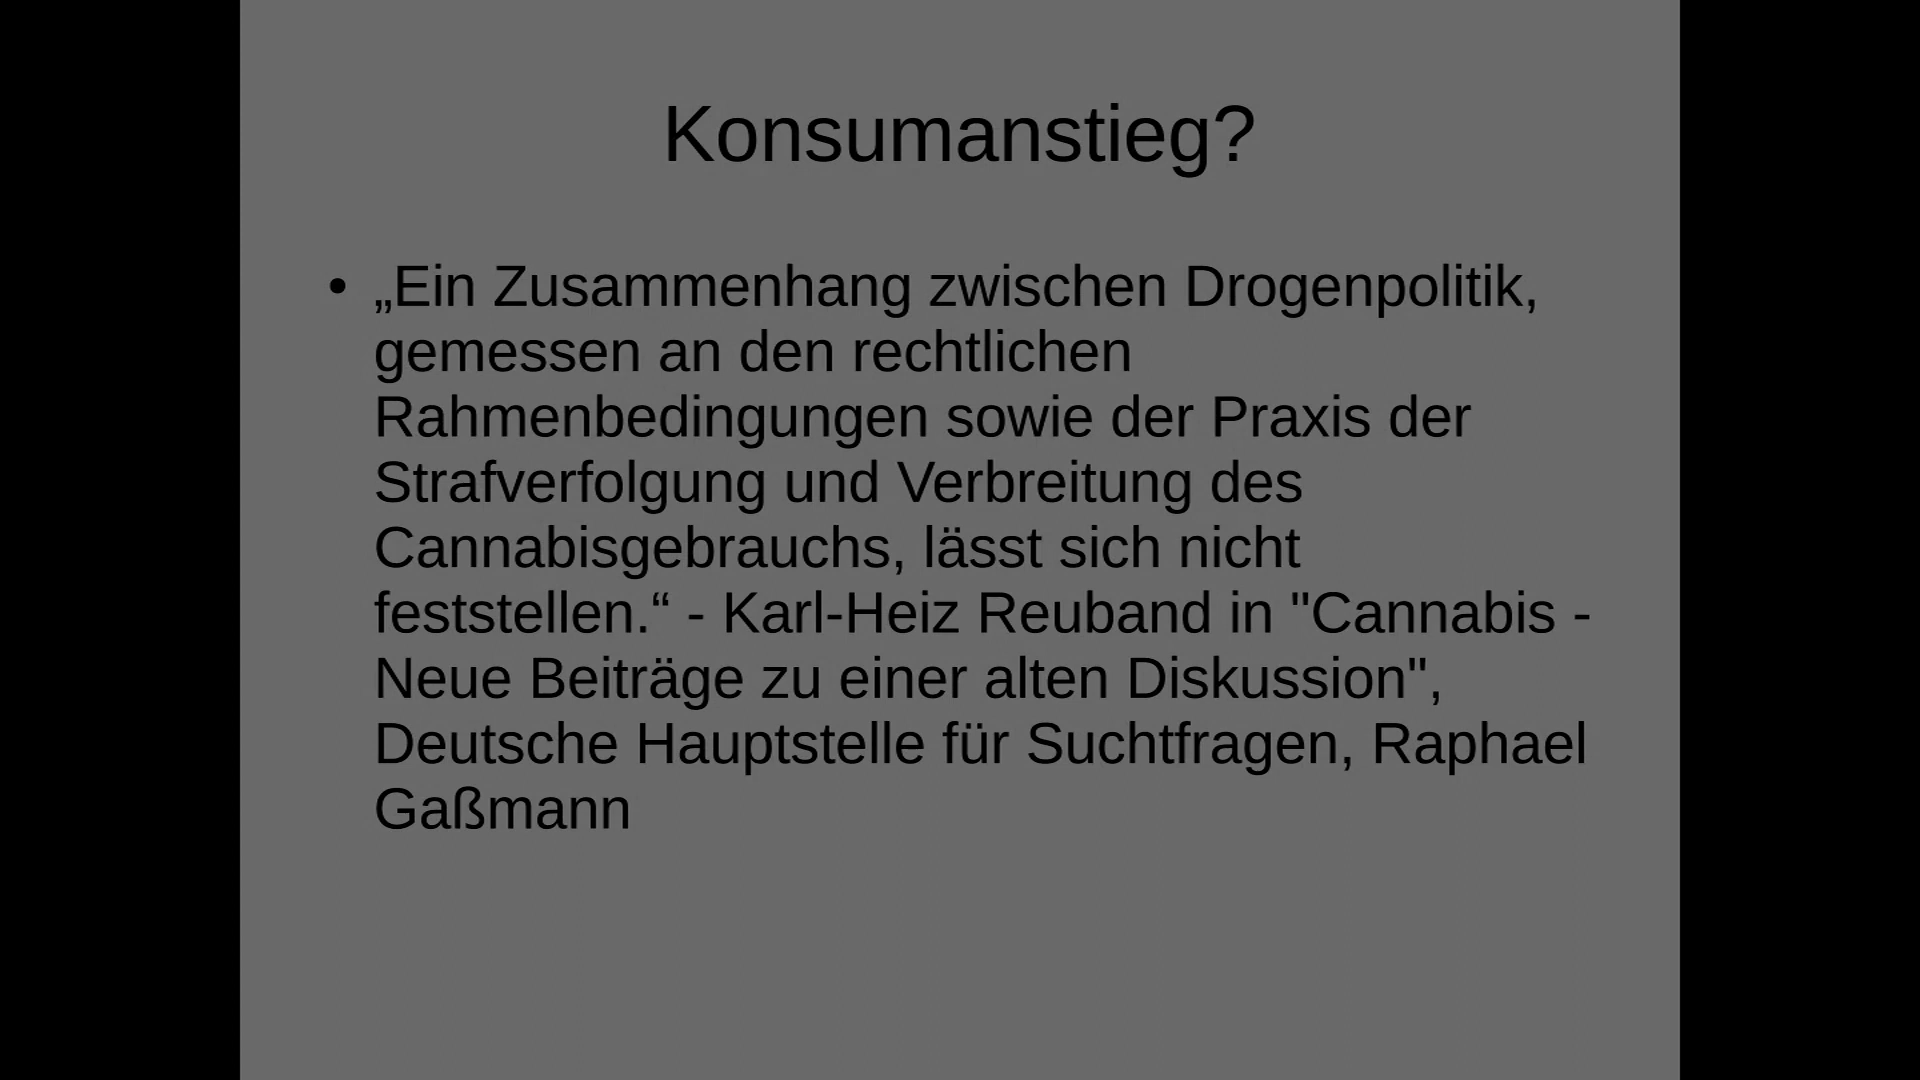 Konsumanstieg?
• „Ein Zusammenhang zwischen Drogenpolitik,
gemessen an den rechtlichen
Rahmenbedingungen sowie der Praxis der
Strafverfolgung und Verbreitung des
Cannabisgebrauchs, lässt sich nicht
feststellen.“ - Karl-Heiz Reuband in "Cannabis -
Neue Beiträge zu einer alten Diskussion",
Deutsche Hauptstelle für Suchtfragen, Raphael
Gaßmann